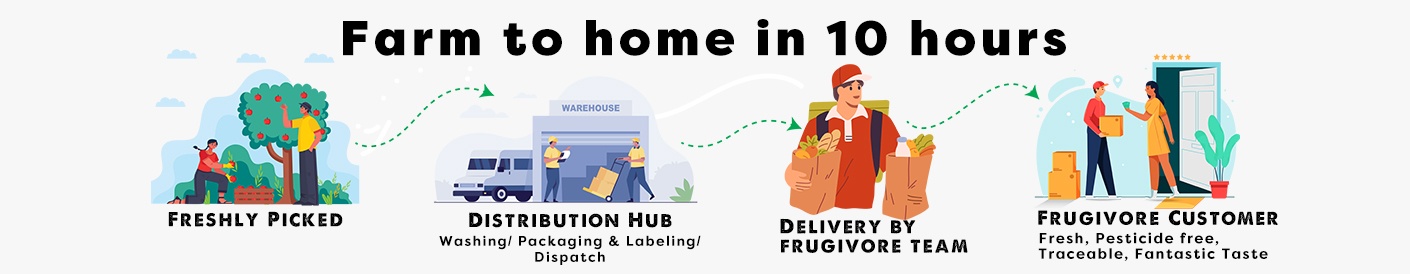 Farm to home in 10 hours
WAREHOUSE
FRESHLY PICKED
DISTRIBUTION HUB
Washing/ Packaging & Labeling/
Dispatch
DELIVERY BY
FRUGIVORE TEAM
FRUGIVORE CUSTOMER
Fresh, Pesticide free,
Traceable, Fantastic Taste